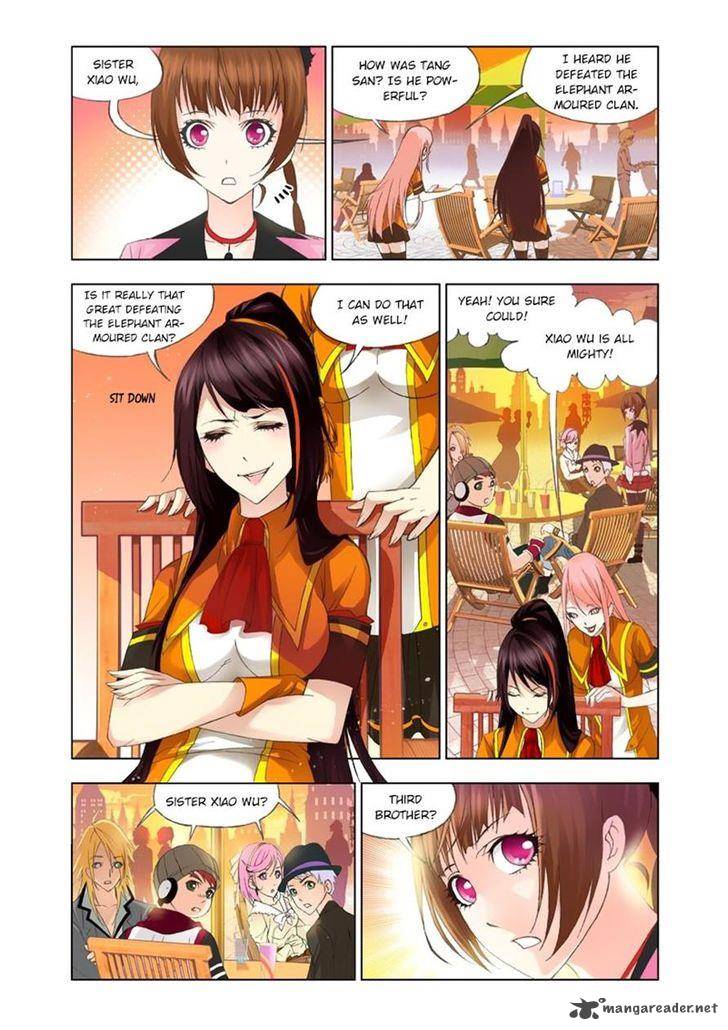 SISTER
XIAO WU,
HOW WAS TANG
SAN? IS HE POW-
ERFUL?
I HEARD HE
DEFEATED THE
ELEPHANT AR-
MOURED CLAN.
IS IT REALLY THAT
GREAT DEFEATING
THE ELEPHANT AR-
MOURED CLAN?
I CAN DO THAT
AS WELL!
SIT DOWN
YEAH! YOU SURE
COULD!
XIAO WU IS ALL
MIGHTY!
SISTER XIAO WU?
THIRD
BROTHER?
mangareader.net